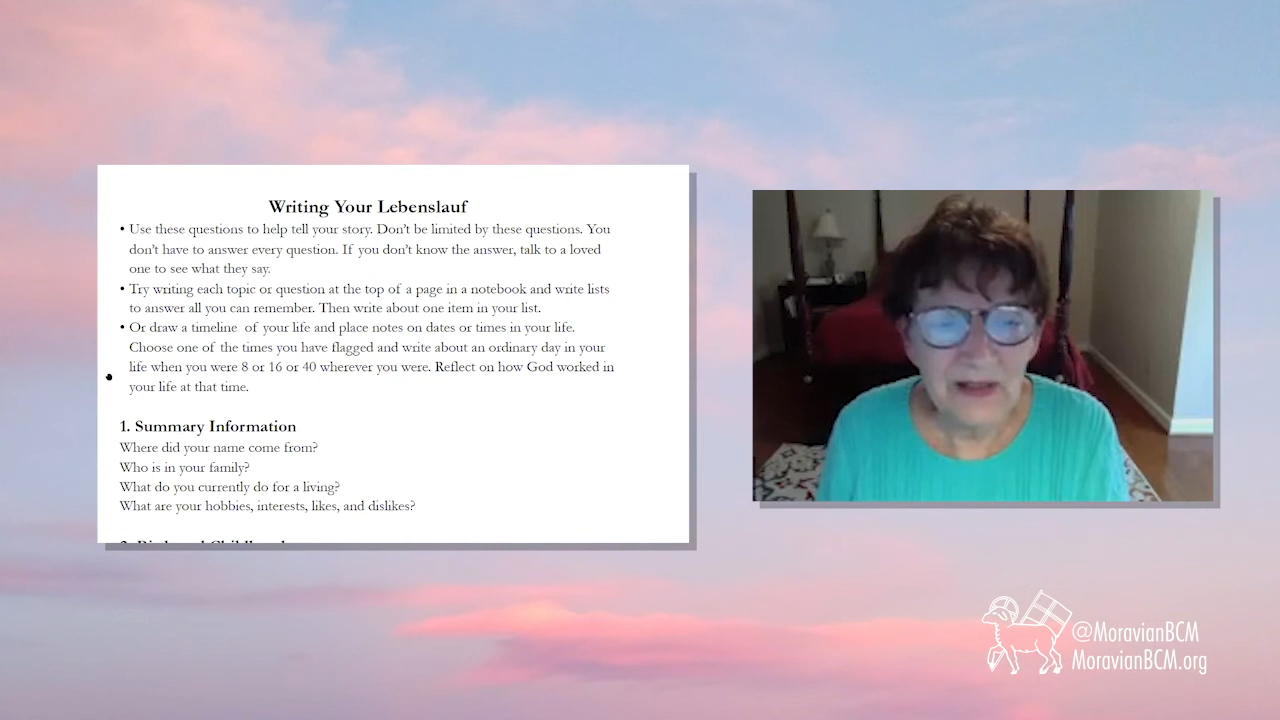 Writing Your Lebenslauf
• Use these questions to help tell your story. Don't be limited by these questions. You
don't have to answer every question. If you don't know the answer, talk to a loved
one to see what they say.
• Try writing each topic or question at the top of a page in a notebook and write lists
to answer all you can remember. Then write about one item in your list.
• Or draw a timeline of your life and place notes on dates or times in your life.
Choose one of the times you have flagged and write about an ordinary day in your
life when you were 8 or 16 or 40 wherever you were. Reflect on how God worked in
your life at that time.
1. Summary Information
Where did your name come from?
Who is in your family?
What do you currently do for a living?
What are your hobbies, interests, likes, and dislikes?
@MoravianBCM
MoravianBCM.org